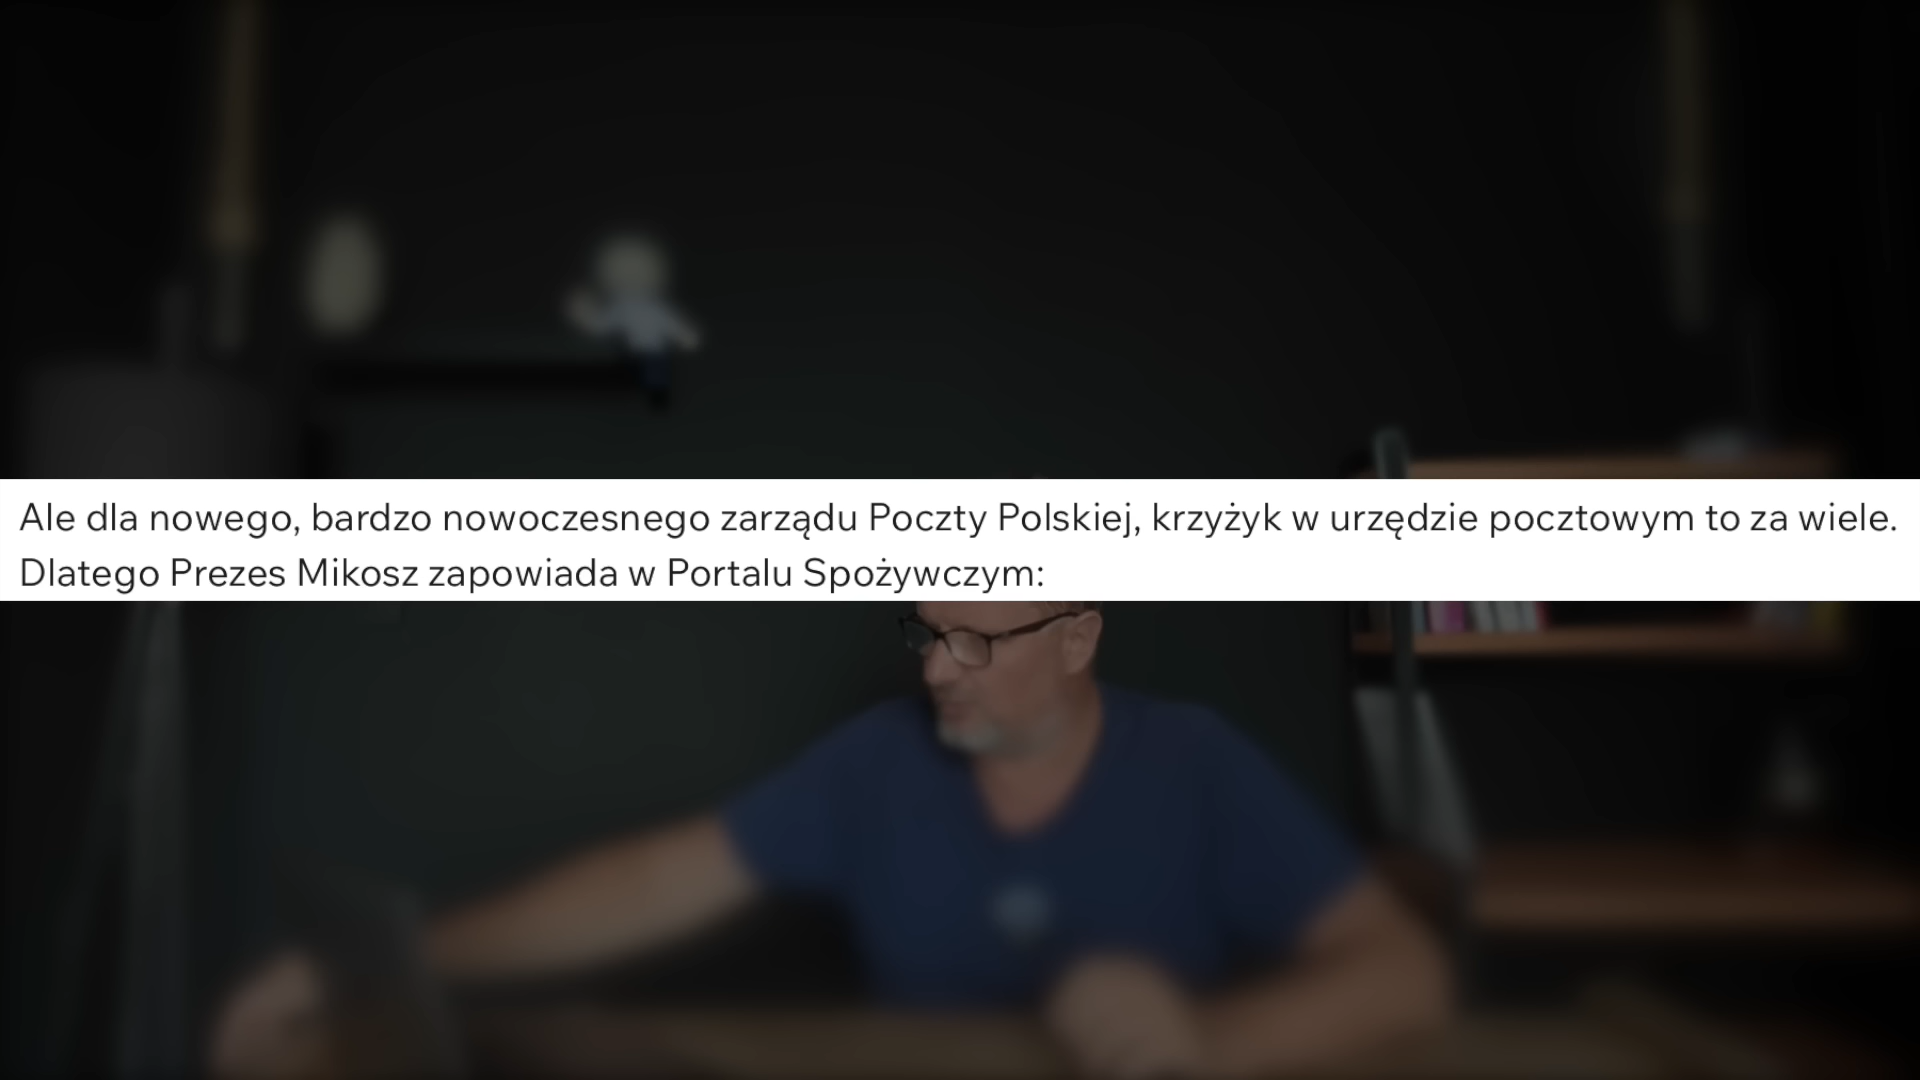 Ale dla nowego, bardzo nowoczesnego zarządu Poczty Polskiej, krzyżyk w urzędzie pocztowym to za wiele.
Dlatego Prezes Mikosz zapowiada w Portalu Spożywczym: